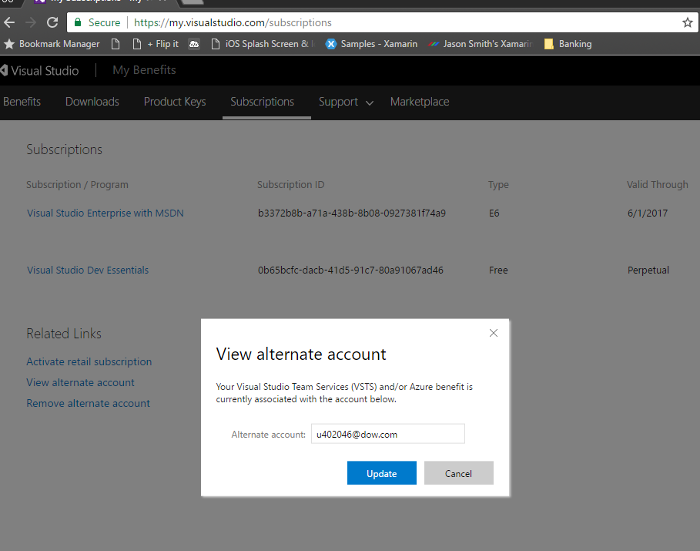 Secure | https://my.visualstudio.com/subscriptions
Bookmark Manager + Flip it iOS Splash Screen & Samples - Xamarin Jason Smith's Xamari Banking
Visual Studio | My Benefits
Benefits Downloads Product Keys Subscriptions Support Marketplace
Subscriptions
Subscription / Program Subscription ID Type Valid Through
Visual Studio Enterprise with MSDN b3372b8b-a71a-438b-8b08-0927381f74a9 E6 6/1/2017
Visual Studio Dev Essentials 0b65bcfc-dacb-41d5-91c7-80a91067ad46 Free Perpetual
Related Links
Activate retail subscription
View alternate account
Remove alternate account
View alternate account
Your Visual Studio Team Services (VSTS) and/or Azure benefit is
currently associated with the account below.
Alternate account: u402046@dow.com
Update Cancel